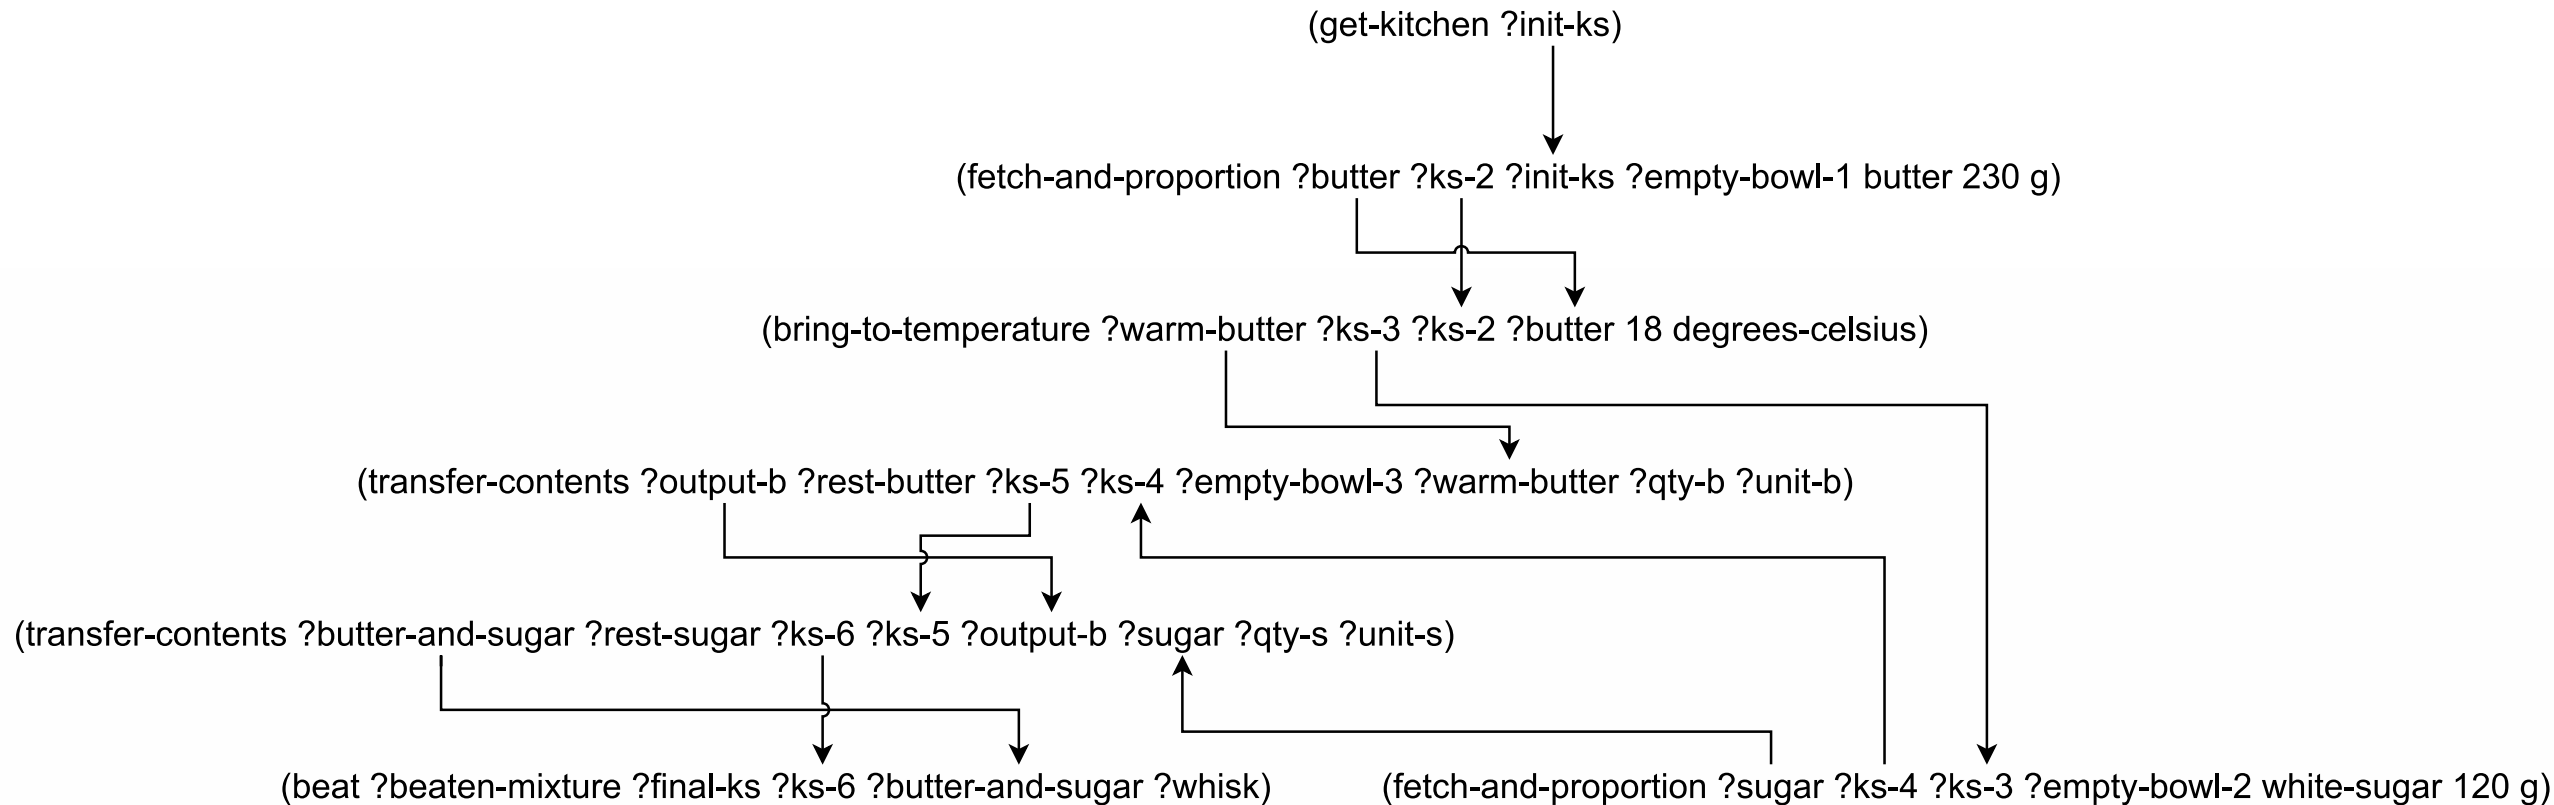 (get-kitchen ?init-ks)
(fetch-and-proportion ?butter ?ks-2 ?init-ks ?empty-bowl-1 butter 230 g)
(bring-to-temperature ?warm-butter ?ks-3 ?ks-2 ?butter 18 degrees-celsius)
(transfer-contents ?output-b ?rest-butter ?ks-5 ?ks-4 ?empty-bowl-3 ?warm-butter ?qty-b ?unit-b)
(transfer-contents ?butter-and-sugar ?rest-sugar ?ks-6 ?ks-5 ?output-b ?sugar ?qty-s ?unit-s)
(beat ?beaten-mixture ?final-ks ?ks-6 ?butter-and-sugar ?whisk)
(fetch-and-proportion ?sugar ?ks-4 ?ks-3 ?empty-bowl-2 white-sugar 120 g)